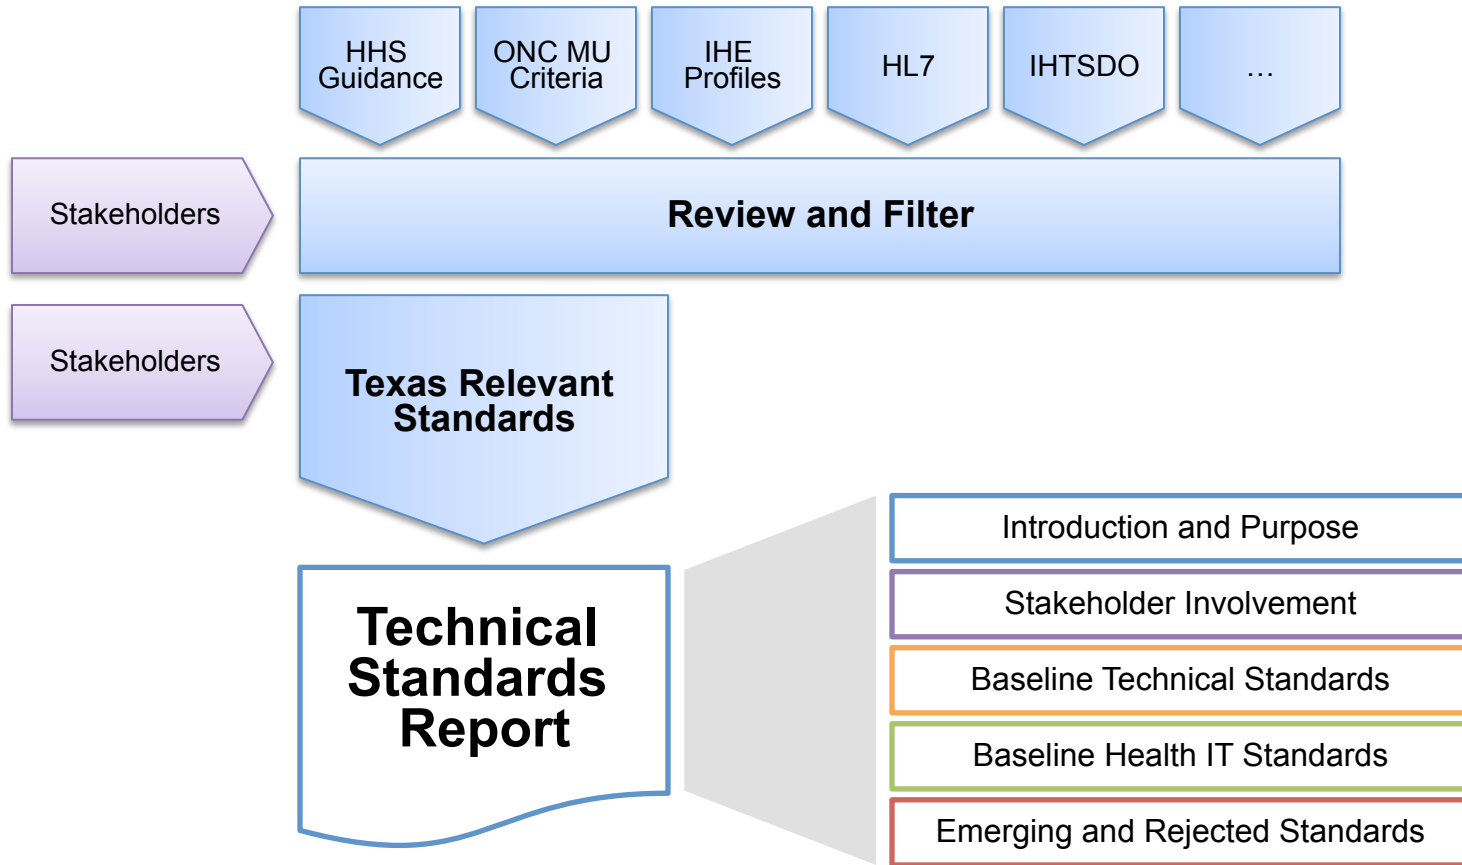 HHS
Guidance
ONC MU
Criteria
IHE
Profiles
HL7
IHTSDO
…
Stakeholders
Review and Filter
Stakeholders
Texas Relevant
Standards
Technical
Standards
Report
Introduction and Purpose
Stakeholder Involvement
Baseline Technical Standards
Baseline Health IT Standards
Emerging and Rejected Standards